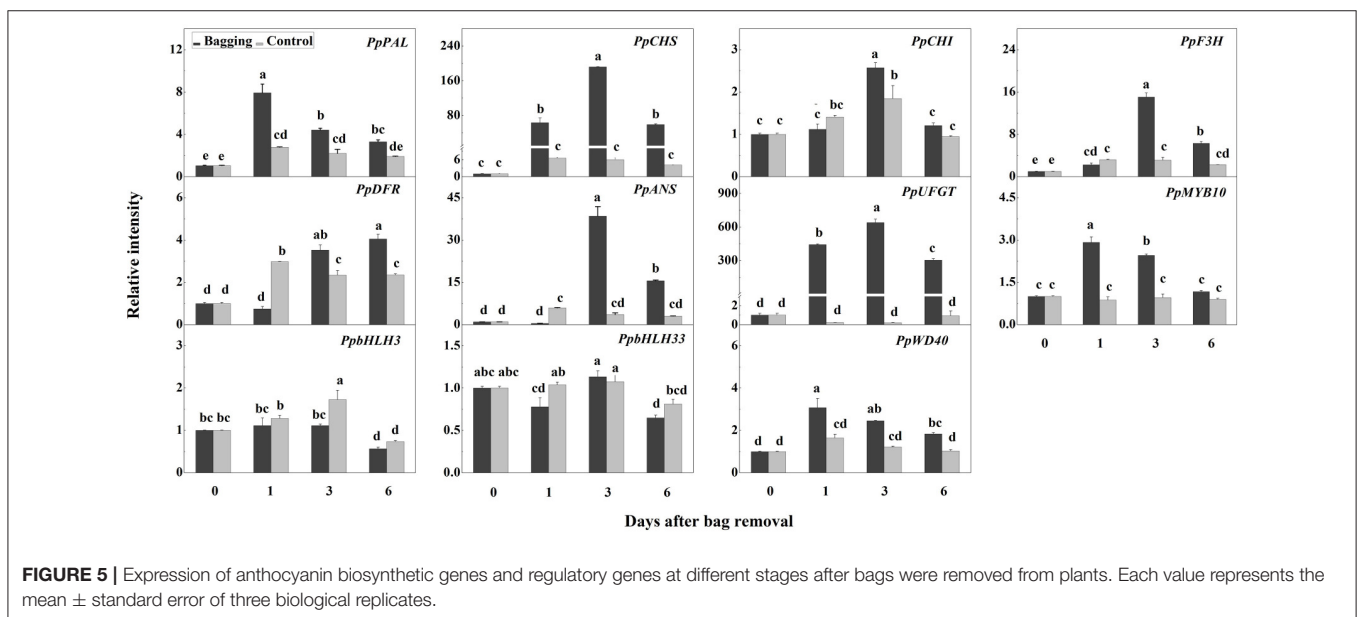 Bagging Control PpPAL
12
8
4
0
a
b
bc
cd
cd
de
e e
PpCHS
240
160
80
6
0
a
b
b
c c
c
c
c
PpCHI
3
2
1
0
a
b
bc
c
c c
c
c
PpF3H
24
16
8
0
a
b
cd
c
c
cd
e e
Relative intensity
PpDFR
6
4
2
0
d d
d
b
ab
c
a
c
PpANS
45
30
15
0
d d
d
c
a
cd
b
cd
PpUFGT
900
600
300
2
0
d d
b
d
a
d
c
d
PpMYB10
4.5
3.0
1.5
0.0
c c
a
c
b
c
c
c
0 1 3 6
PpbHLH3
3
2
1
0
bc bc
bc
b
bc
a
d
d
0 1 3 6
PpbHLH33
1.5
1.0
0.5
0.0
abc abc
cd
ab
a
a
d
bcd
0 1 3 6
PpWD40
6
4
2
0
d d
a
cd
ab
cd
bc
d
0 1 3 6
Days after bag removal
FIGURE 5 | Expression of anthocyanin biosynthetic genes and regulatory genes at different stages after bags were removed from plants. Each value represents the
mean ± standard error of three biological replicates.